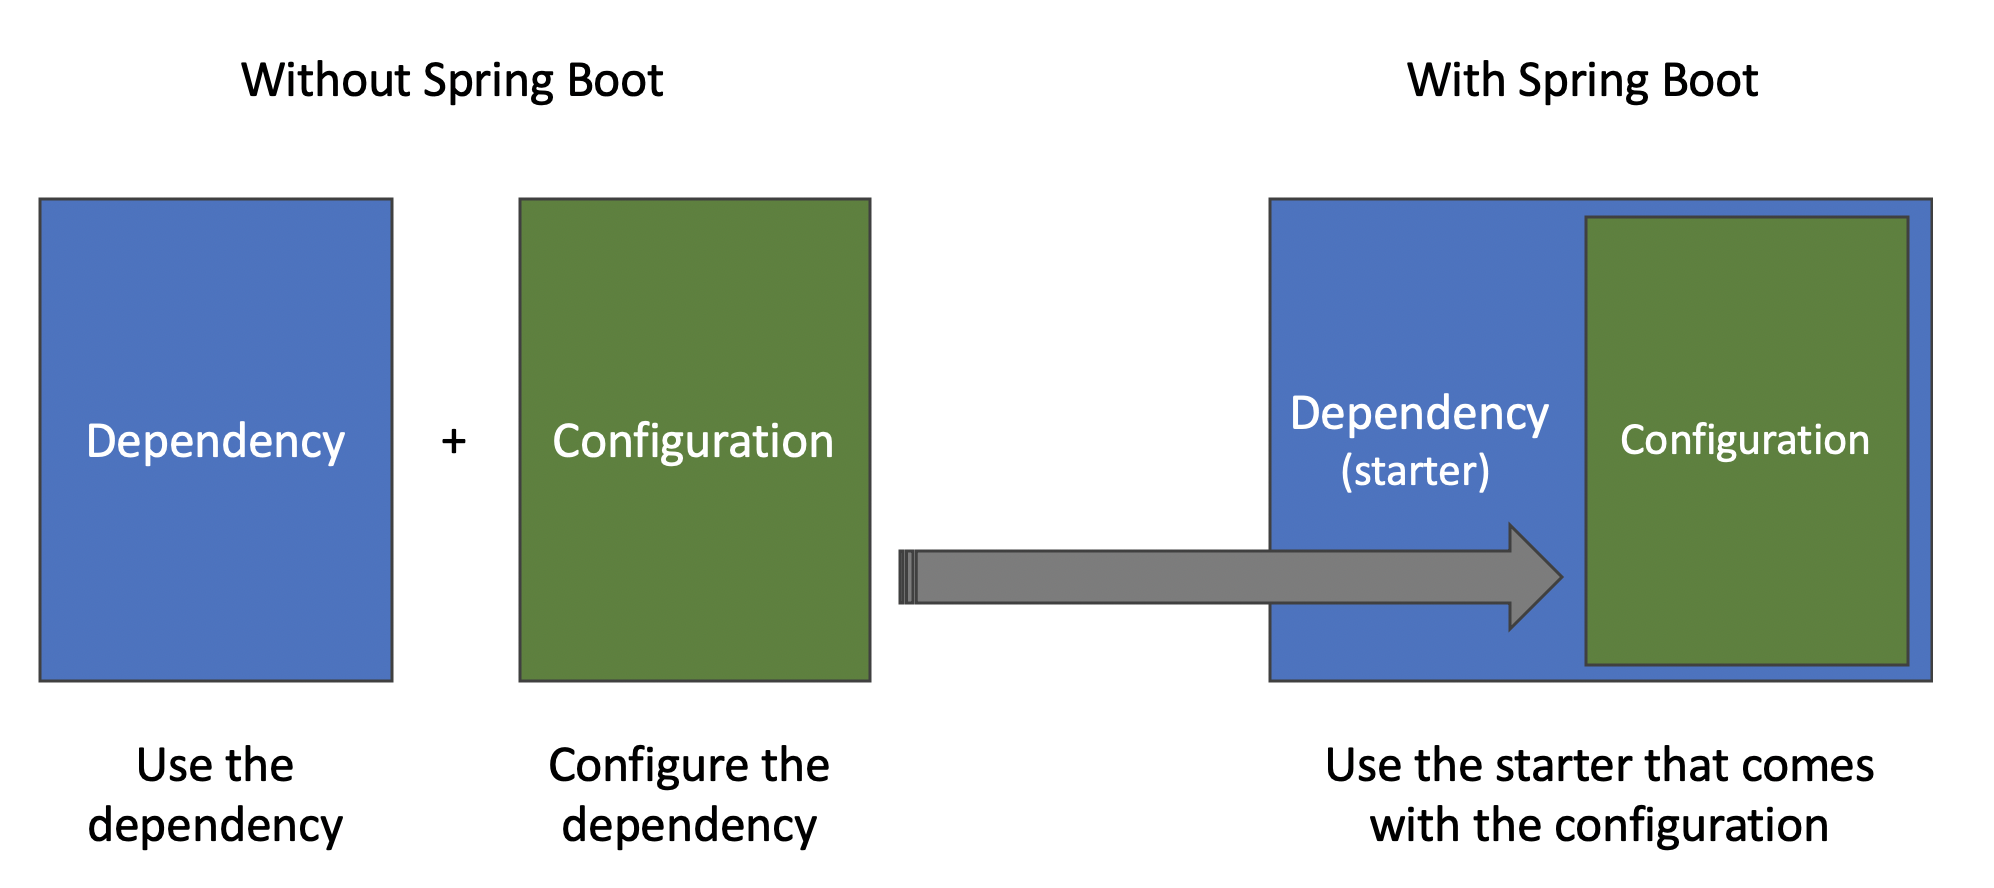 Without Spring Boot
With Spring Boot
Dependency
+
Configuration
Dependency
(starter)
Configuration
Use the
dependency
Configure the
dependency
Use the starter that comes
with the configuration